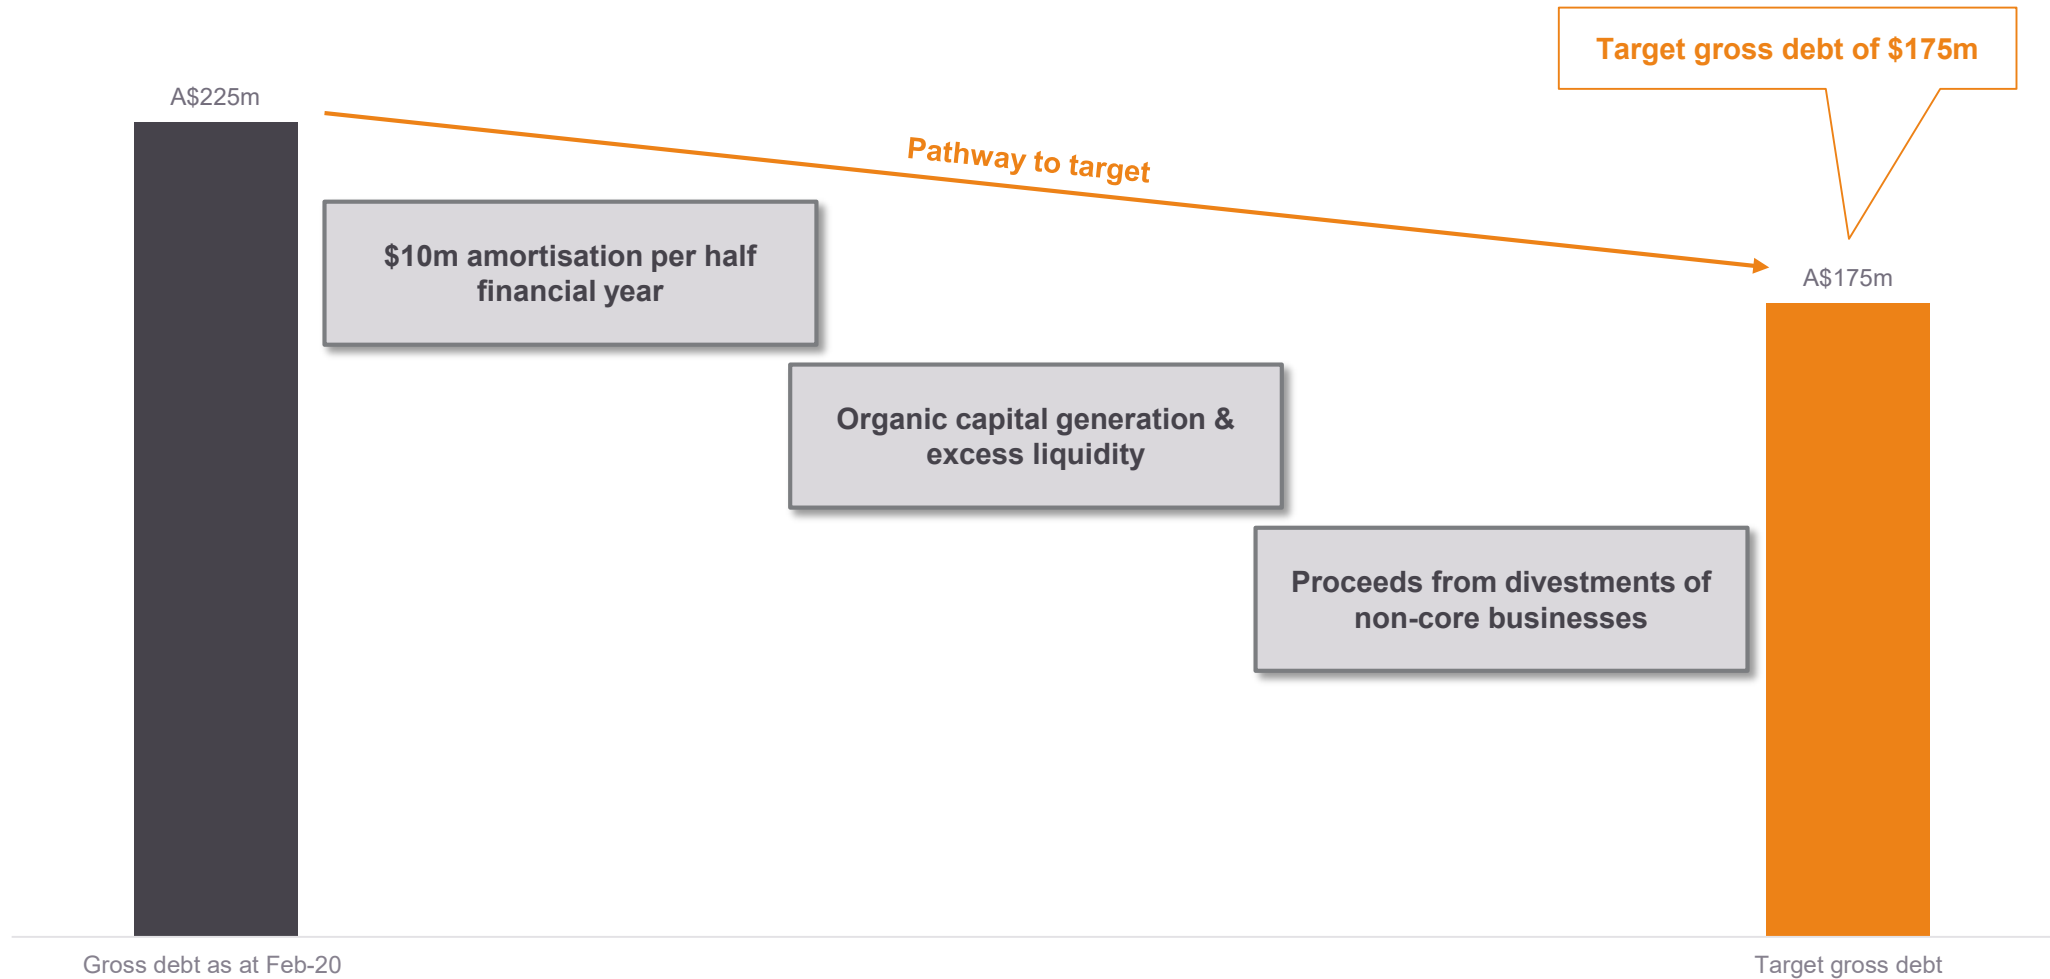 Target gross debt of $175m
A$225m
Pathway to target
$10m amortisation per half
financial year
A$175m
Organic capital generation &
excess liquidity
Proceeds from divestments of
non-core businesses
Gross debt as at Feb-20
Target gross debt